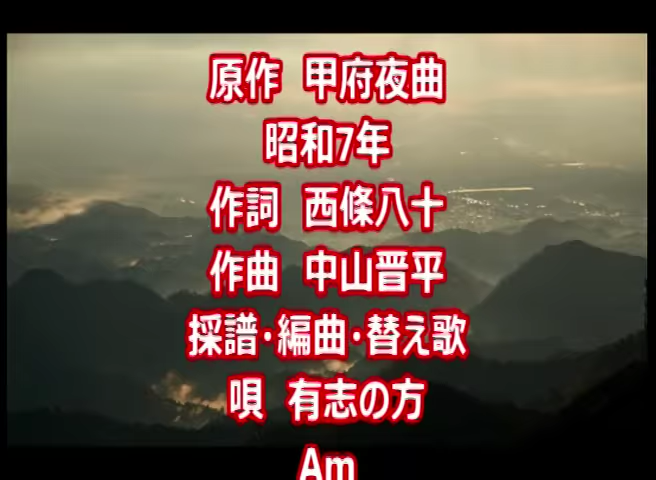 原作 甲府夜曲
昭和7年
作詞 西條八十
作曲 中山晋平
採譜・編曲・替え歌
唄 有志の方
Am